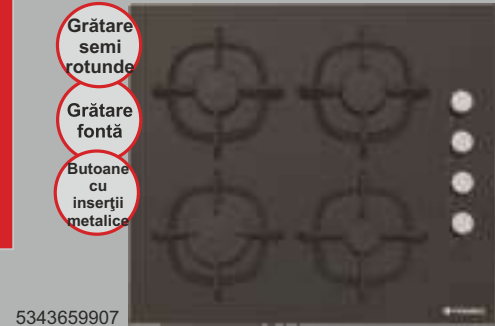 Grătare
semi
rotunde
Grătare
fontă
Butoane
cu
inserţii
metalice
5343659907